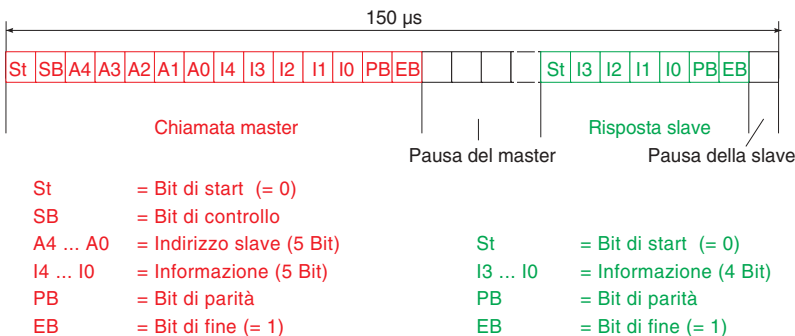 150 µs
St SB A4 A3 A2 A1 A0 I4 I3 I2 I1 I0 PB EB St I3 I2 I1 I0 PB EB
Chiamata master Risposta slave
Pausa del master Pausa della slave
St = Bit di start (= 0)
SB = Bit di controllo
A4 ... A0 = Indirizzo slave (5 Bit) St = Bit di start (= 0)
I4 ... I0 = Informazione (5 Bit) I3 ... I0 = Informazione (4 Bit)
PB = Bit di parità PB = Bit di parità
EB = Bit di fine (= 1) EB = Bit di fine (= 1)